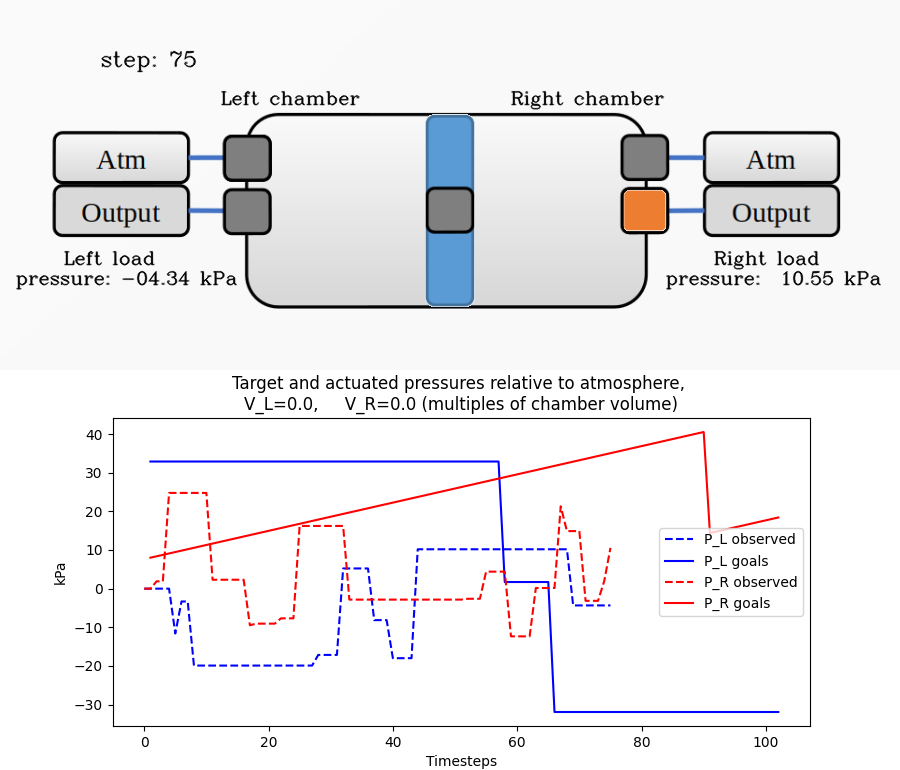 step: 75
Left chamber
Right chamber
Atm
Atm
Output
Output
Left load
pressure: -04.34 kPa
Right load
pressure: 10.55 kPa
Target and actuated pressures relative to atmosphere,
V_L=0.0, V_R=0.0 (multiples of chamber volume)
kPa
40
30
20
10
0
−10
−20
−30
P_L observed
P_L goals
P_R observed
P_R goals
0 20 40 60 80 100
Timesteps